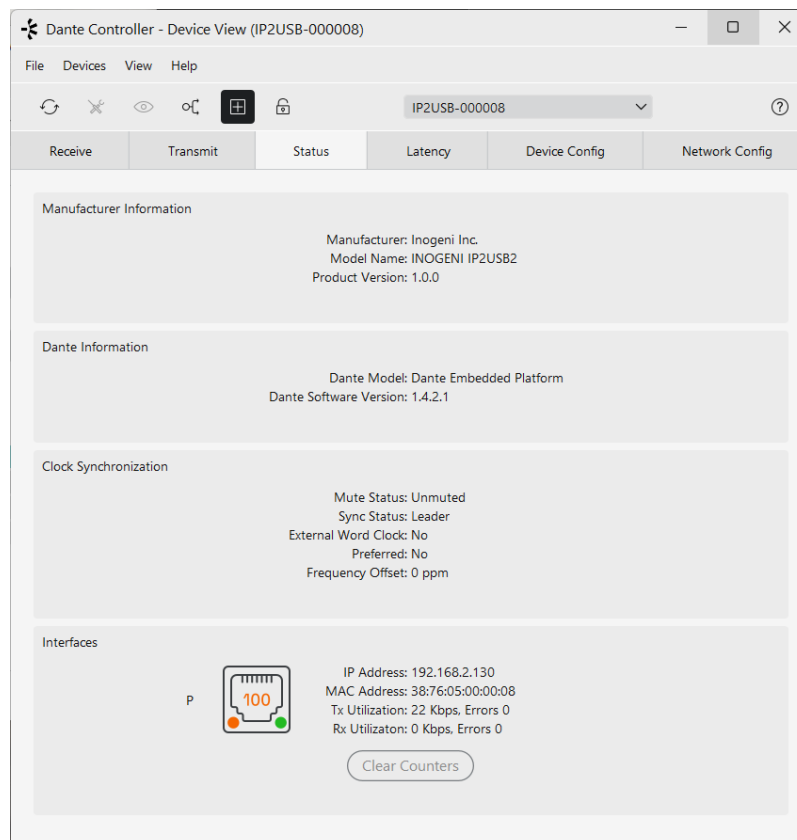 Dante Controller - Device View (IP2USB-000008)
File Devices View Help
IP2USB-000008
Receive Transmit Status Latency Device Config Network Config
Manufacturer Information
Manufacturer: Inogeni Inc.
Model Name: INOGENI IP2USB2
Product Version: 1.0.0
Dante Information
Dante Model: Dante Embedded Platform
Dante Software Version: 1.4.2.1
Clock Synchronization
Mute Status: Unmuted
Sync Status: Leader
External Word Clock: No
Preferred: No
Frequency Offset: 0 ppm
Interfaces
P
100
IP Address: 192.168.2.130
MAC Address: 38:76:05:00:00:08
Tx Utilization: 22 Kbps, Errors 0
Rx Utilizaton: 0 Kbps, Errors 0
Clear Counters